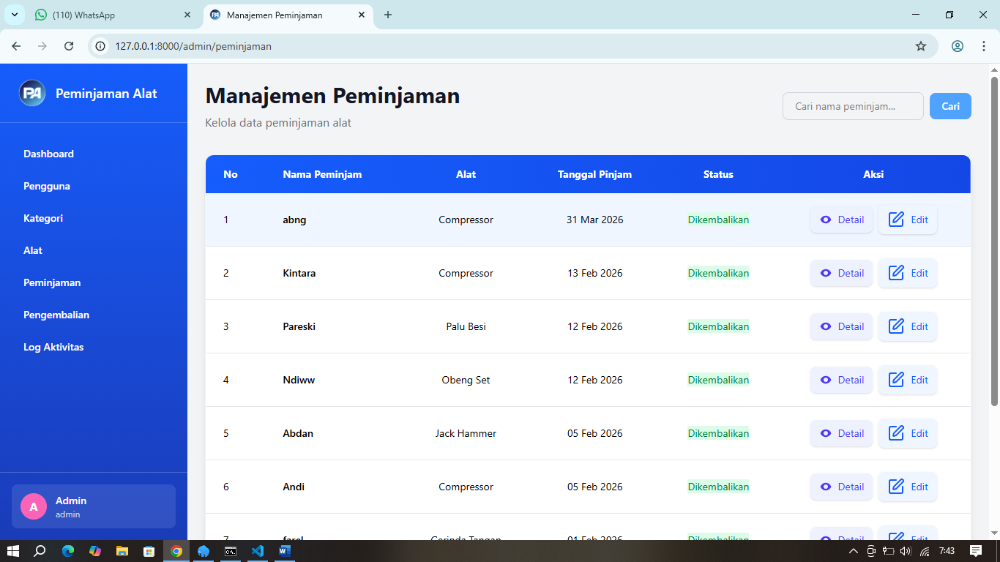 (110) WhatsApp
Manajemen Peminjaman
127.0.0.1:8000/admin/peminjaman
PA
Peminjaman Alat
Dashboard
Pengguna
Kategori
Alat
Peminjaman
Pengembalian
Log Aktivitas
A
Admin
admin
Manajemen Peminjaman
Kelola data peminjaman alat
Cari nama peminjam...
Cari
No Nama Peminjam Alat Tanggal Pinjam Status Aksi
1 abng Compressor 31 Mar 2026 Dikembalikan Detail Edit
2 Kintara Compressor 13 Feb 2026 Dikembalikan Detail Edit
3 Pareski Palu Besi 12 Feb 2026 Dikembalikan Detail Edit
4 Ndiww Obeng Set 12 Feb 2026 Dikembalikan Detail Edit
5 Abdan Jack Hammer 05 Feb 2026 Dikembalikan Detail Edit
6 Andi Compressor 05 Feb 2026 Dikembalikan Detail Edit
7 farel Gerinda Tangan 01 Feb 2026 Dikembalikan Detail Edit
7:43